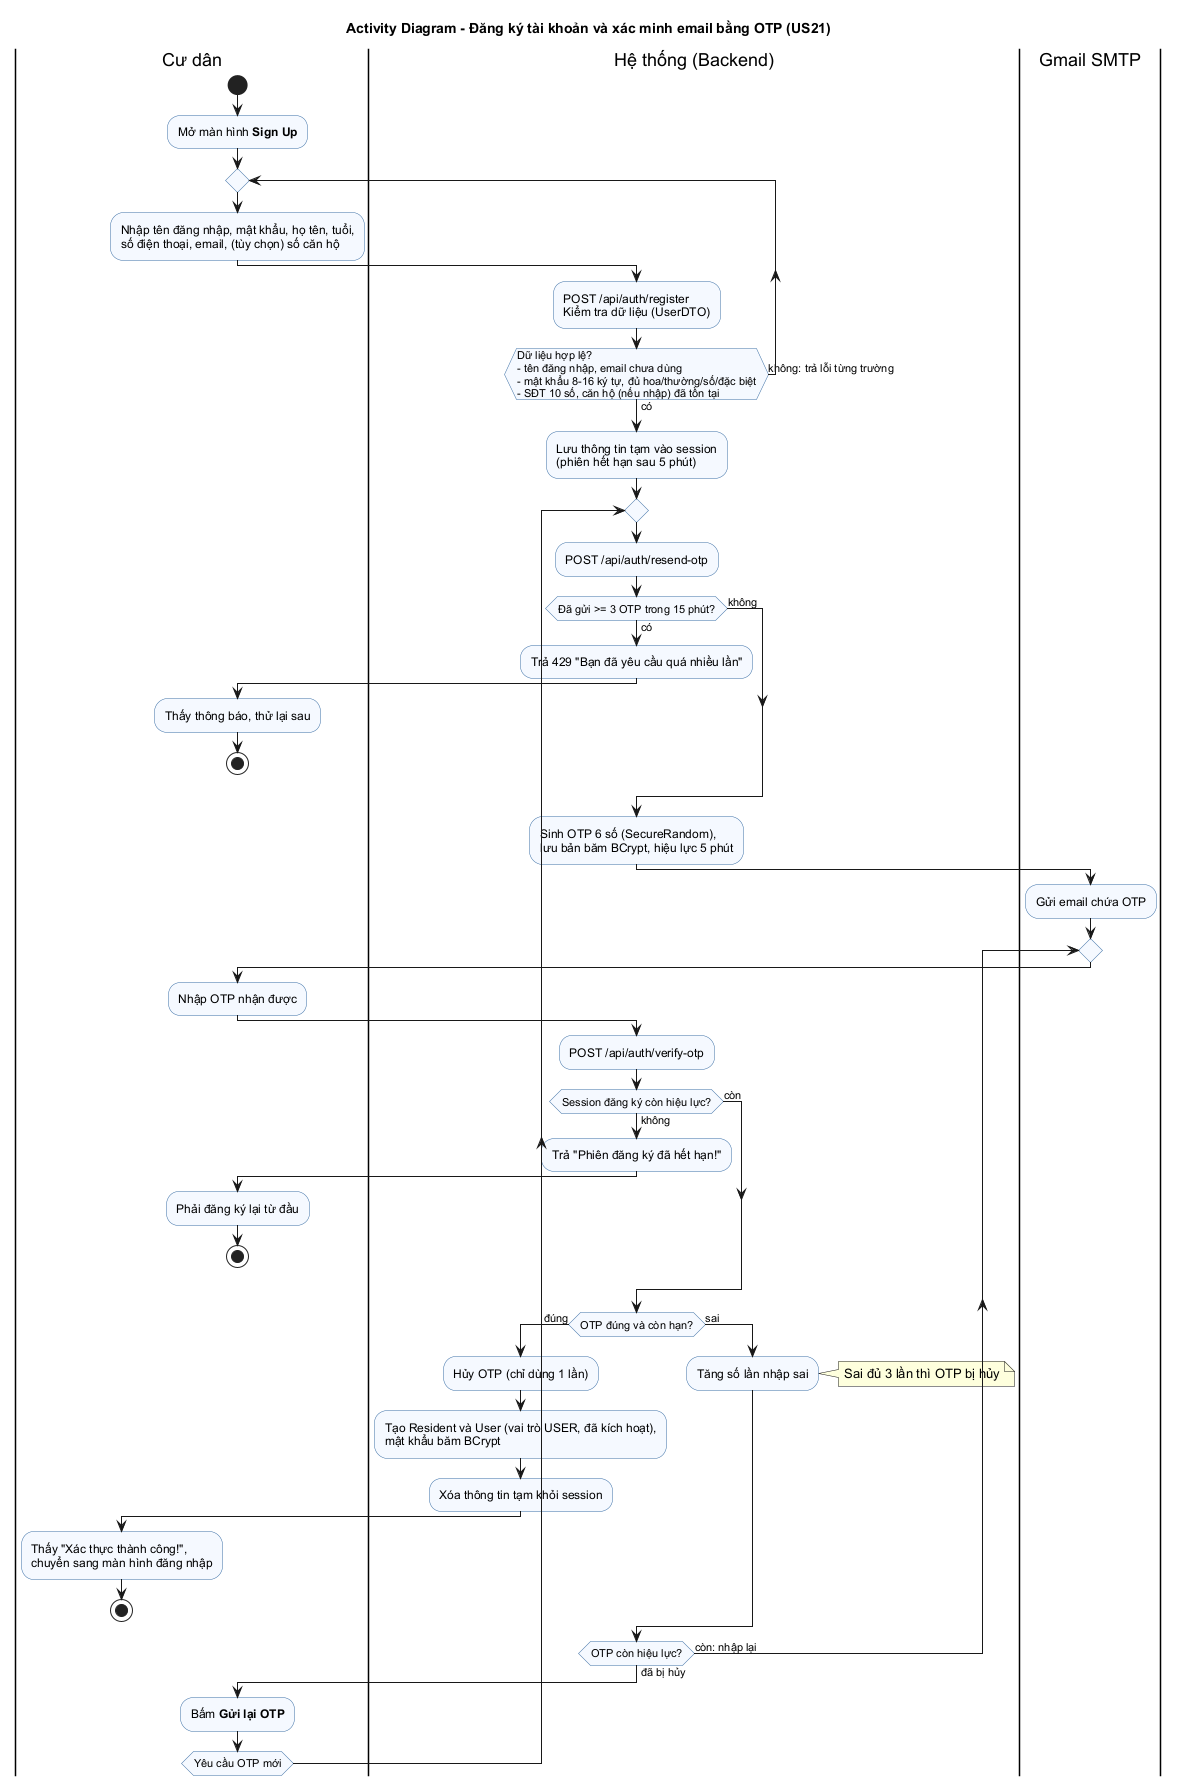 Activity Diagram - Đăng ký tài khoản và xác minh email bằng OTP (US21)
Cư dân
Hệ thống (Backend)
Gmail SMTP
Mở màn hình Sign Up
Nhập tên đăng nhập, mật khẩu, họ tên, tuổi,
số điện thoại, email, (tùy chọn) số căn hộ
POST /api/auth/register
Kiểm tra dữ liệu (UserDTO)
Dữ liệu hợp lệ?
- tên đăng nhập, email chưa dùng
- mật khẩu 8-16 ký tự, đủ hoa/thường/số/đặc biệt
- SĐT 10 số, căn hộ (nếu nhập) đã tồn tại
không: trả lỗi từng trường
có
Lưu thông tin tạm vào session
(phiên hết hạn sau 5 phút)
POST /api/auth/resend-otp
Đã gửi >= 3 OTP trong 15 phút?
không
có
Trả 429 "Bạn đã yêu cầu quá nhiều lần"
Thấy thông báo, thử lại sau
Sinh OTP 6 số (SecureRandom),
lưu bản băm BCrypt, hiệu lực 5 phút
Gửi email chứa OTP
Nhập OTP nhận được
POST /api/auth/verify-otp
Session đăng ký còn hiệu lực?
còn
không
Trả "Phiên đăng ký đã hết hạn!"
Phải đăng ký lại từ đầu
đúng
OTP đúng và còn hạn?
sai
Hủy OTP (chỉ dùng 1 lần)
Tăng số lần nhập sai
Sai đủ 3 lần thì OTP bị hủy
Tạo Resident và User (vai trò USER, đã kích hoạt),
mật khẩu băm BCrypt
Xóa thông tin tạm khỏi session
Thấy "Xác thực thành công!",
chuyển sang màn hình đăng nhập
OTP còn hiệu lực?
còn: nhập lại
đã bị hủy
Bấm Gửi lại OTP
Yêu cầu OTP mới